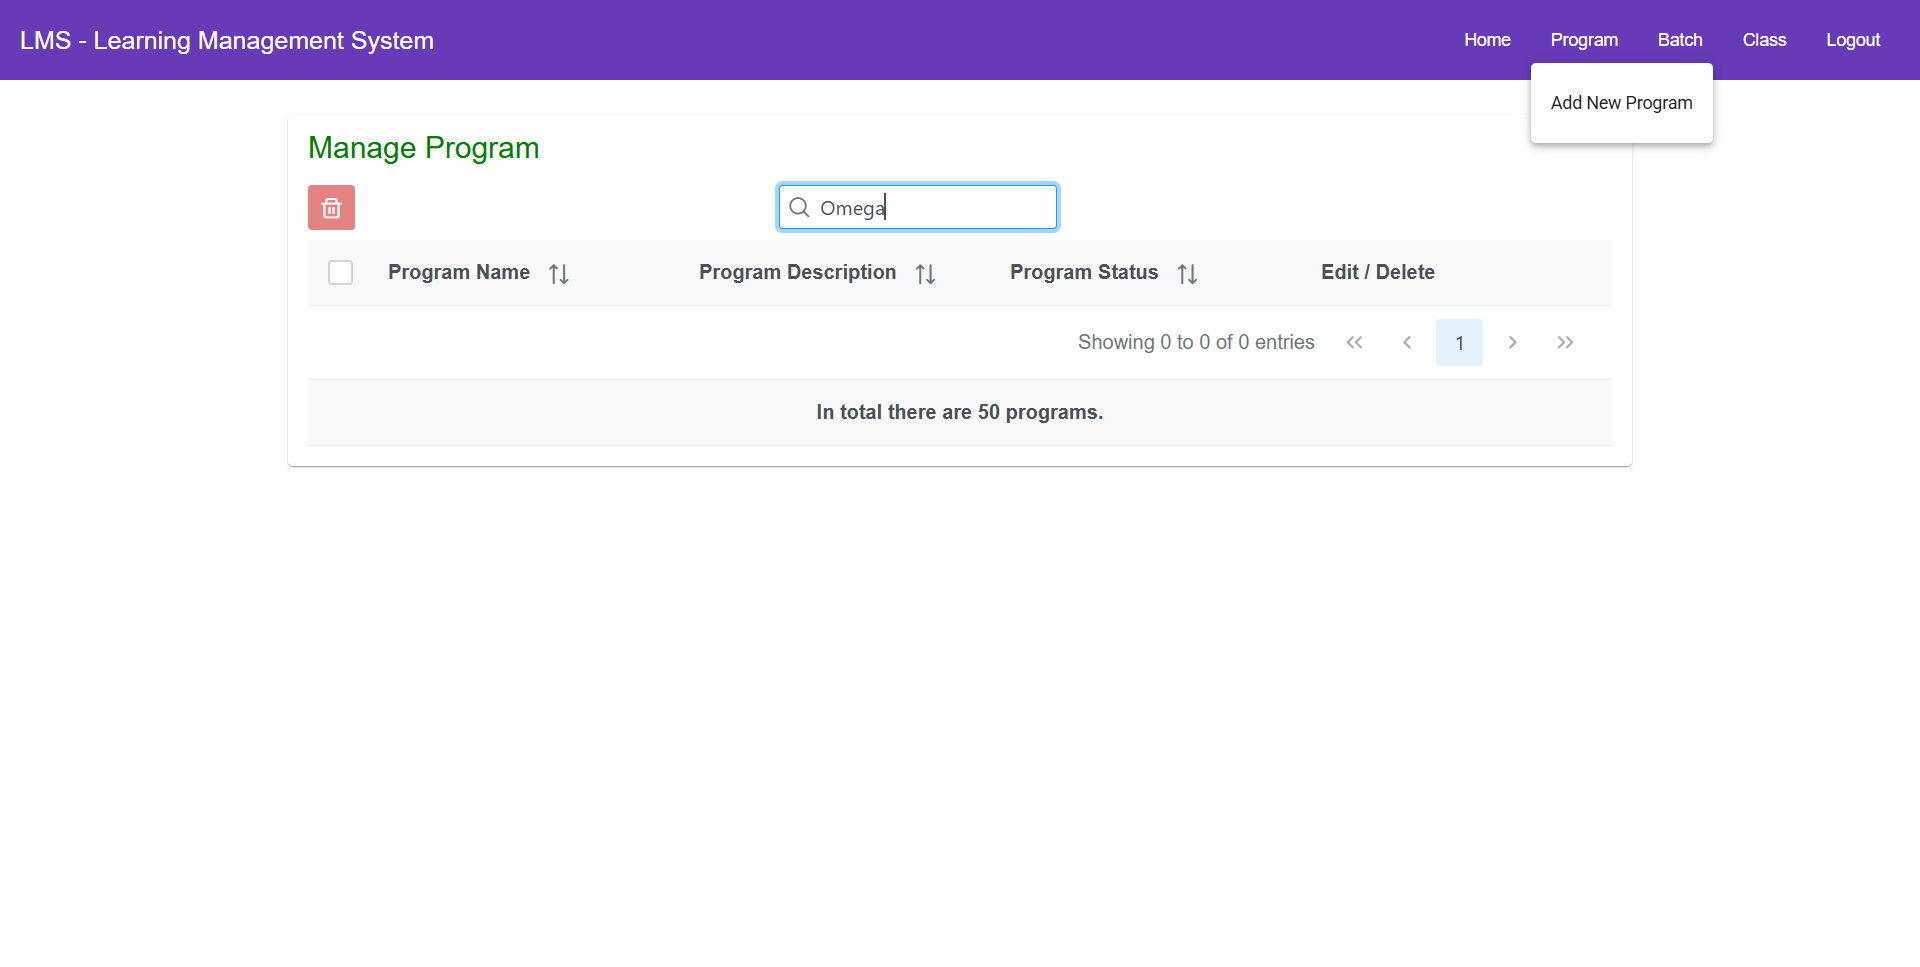 LMS - Learning Management System
Home Program Batch Class Logout
Add New Program
Manage Program
Omega
Program Name Program Description Program Status Edit / Delete
Showing 0 to 0 of 0 entries 1
In total there are 50 programs.